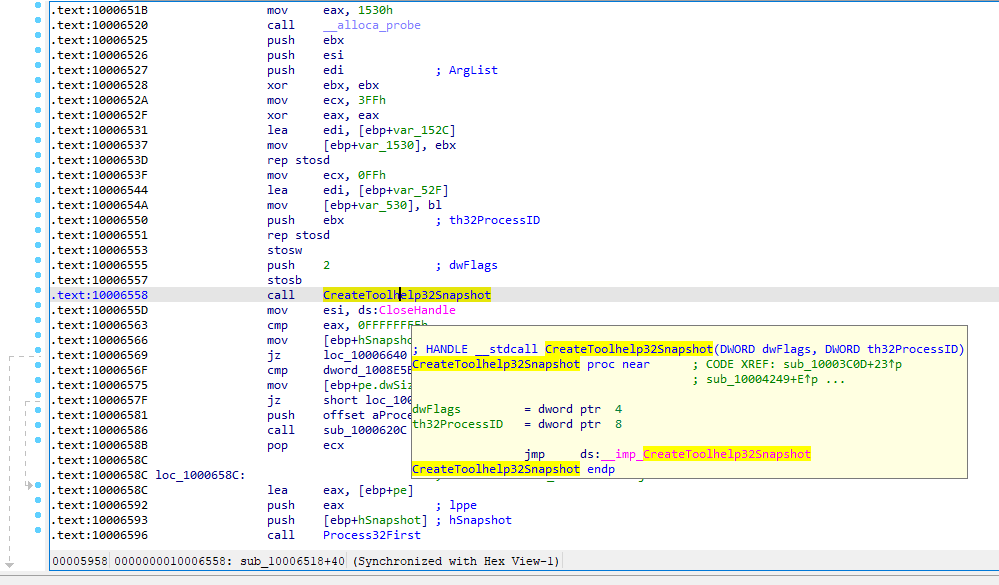 .text:1000651B mov eax, 1530h
.text:10006520 call __alloca_probe
.text:10006525 push ebx
.text:10006526 push esi
.text:10006527 push edi ; ArgList
.text:10006528 xor ebx, ebx
.text:1000652A mov ecx, 3FFh
.text:1000652F xor eax, eax
.text:10006531 lea edi, [ebp+var_152C]
.text:10006537 mov [ebp+var_1530], ebx
.text:1000653D rep stosd
.text:1000653F mov ecx, 0FFh
.text:10006544 lea edi, [ebp+var_52F]
.text:1000654A mov [ebp+var_530], bl
.text:10006550 push ebx ; th32ProcessID
.text:10006551 rep stosd
.text:10006553 stosw
.text:10006555 push 2 ; dwFlags
.text:10006557 stosb
.text:10006558 call CreateToolhelp32Snapshot
.text:1000655D mov esi, ds:CloseHandle
.text:10006563 cmp eax, 0FFFFFFFFh
.text:10006566 mov [ebp+hSnapsho
.text:10006569 jz loc_10006640
.text:1000656F cmp dword_1008E5
.text:10006575 mov [ebp+pe.dwSi
.text:1000657F jz short loc_100
.text:10006581 push offset aProce
.text:10006586 call sub_1000620C
.text:1000658B pop ecx
.text:1000658C
.text:1000658C loc_1000658C:
.text:1000658C lea eax, [ebp+pe]
.text:10006592 push eax ; lppe
.text:10006593 push [ebp+hSnapshot] ; hSnapshot
.text:10006596 call Process32First
; HANDLE __stdcall CreateToolhelp32Snapshot(DWORD dwFlags, DWORD th32ProcessID)
CreateToolhelp32Snapshot proc near ; CODE XREF: sub_10003C0D+23↑p
; sub_10004249+E↑p ...
dwFlags = dword ptr 4
th32ProcessID = dword ptr 8
jmp ds:__imp_CreateToolhelp32Snapshot
CreateToolhelp32Snapshot endp
00005958 0000000010006558: sub_10006518+40 (Synchronized with Hex View-1)